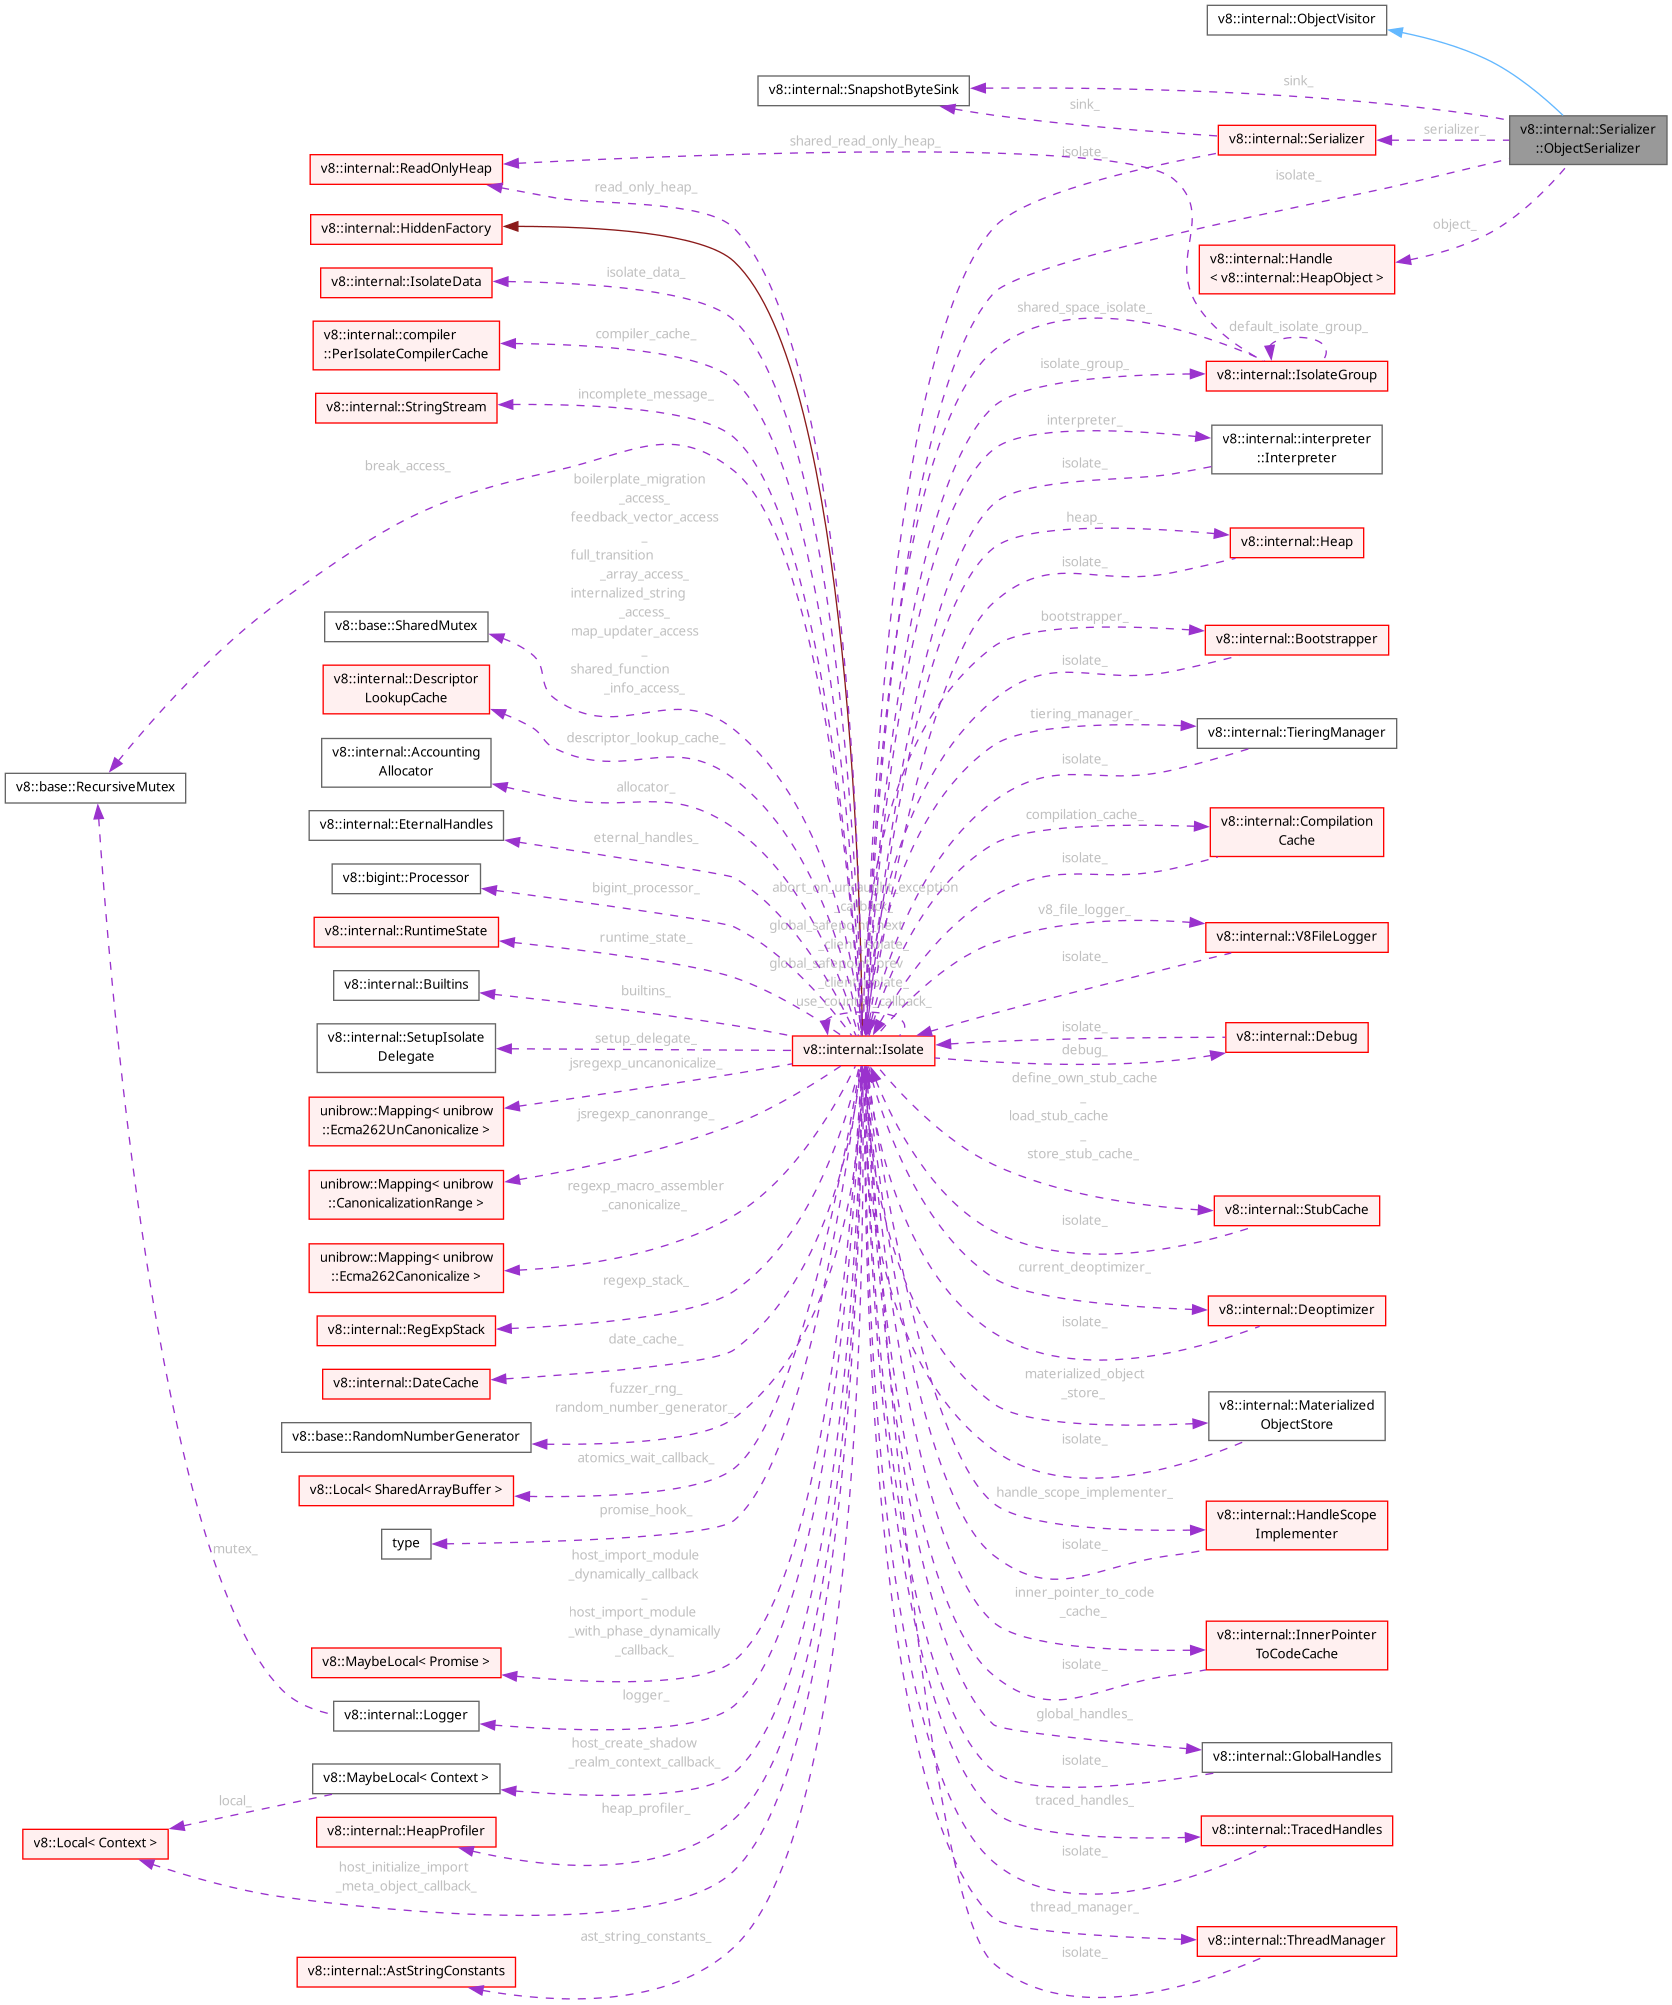 v8::internal::ObjectVisitor
sink_
v8::internal::SnapshotByteSink
sink_
serializer_
v8::internal::Serializer
::ObjectSerializer
v8::internal::Serializer
shared_read_only_heap_
isolate_
v8::internal::ReadOnlyHeap
read_only_heap_
isolate_
v8::internal::HiddenFactory
object_
v8::internal::Handle
< v8::internal::HeapObject >
isolate_data_
v8::internal::IsolateData
shared_space_isolate_
default_isolate_group_
compiler_cache_
v8::internal::compiler
::PerIsolateCompilerCache
isolate_group_
v8::internal::IsolateGroup
incomplete_message_
v8::internal::StringStream
interpreter_
v8::internal::interpreter
::Interpreter
break_access_
isolate_
boilerplate_migration
_access_
feedback_vector_access
_
full_transition
_array_access_
internalized_string
_access_
map_updater_access
_
shared_function
_info_access_
heap_
v8::internal::Heap
isolate_
v8::base::SharedMutex
bootstrapper_
v8::internal::Bootstrapper
isolate_
v8::internal::Descriptor
LookupCache
descriptor_lookup_cache_
tiering_manager_
v8::internal::TieringManager
isolate_
v8::internal::Accounting
Allocator
allocator_
v8::base::RecursiveMutex
compilation_cache_
v8::internal::Compilation
Cache
isolate_
v8::internal::EternalHandles
eternal_handles_
v8::bigint::Processor
bigint_processor_
abort_on_uncaught_exception
_callback_
global_safepoint_next
_client_isolate_
global_safepoint_prev
_client_isolate_
use_counter_callback_
v8_file_logger_
v8::internal::V8FileLogger
isolate_
v8::internal::RuntimeState
runtime_state_
v8::internal::Builtins
builtins_
v8::internal::SetupIsolate
Delegate
setup_delegate_
v8::internal::Isolate
isolate_
debug_
v8::internal::Debug
jsregexp_uncanonicalize_
unibrow::Mapping< unibrow
::Ecma262UnCanonicalize >
jsregexp_canonrange_
define_own_stub_cache
_
load_stub_cache
_
store_stub_cache_
unibrow::Mapping< unibrow
::CanonicalizationRange >
regexp_macro_assembler
_canonicalize_
v8::internal::StubCache
isolate_
unibrow::Mapping< unibrow
::Ecma262Canonicalize >
regexp_stack_
current_deoptimizer_
v8::internal::Deoptimizer
isolate_
v8::internal::RegExpStack
date_cache_
v8::internal::DateCache
materialized_object
_store_
v8::internal::Materialized
ObjectStore
isolate_
fuzzer_rng_
random_number_generator_
v8::base::RandomNumberGenerator
atomics_wait_callback_
v8::Local< SharedArrayBuffer >
handle_scope_implementer_
v8::internal::HandleScope
Implementer
isolate_
promise_hook_
type
mutex_
host_import_module
_dynamically_callback
_
host_import_module
_with_phase_dynamically
_callback_
inner_pointer_to_code
_cache_
v8::internal::InnerPointer
ToCodeCache
isolate_
v8::MaybeLocal< Promise >
logger_
v8::internal::Logger
global_handles_
v8::internal::GlobalHandles
isolate_
host_create_shadow
_realm_context_callback_
v8::MaybeLocal< Context >
local_
heap_profiler_
traced_handles_
v8::internal::TracedHandles
isolate_
v8::internal::HeapProfiler
v8::Local< Context >
host_initialize_import
_meta_object_callback_
thread_manager_
v8::internal::ThreadManager
isolate_
ast_string_constants_
v8::internal::AstStringConstants